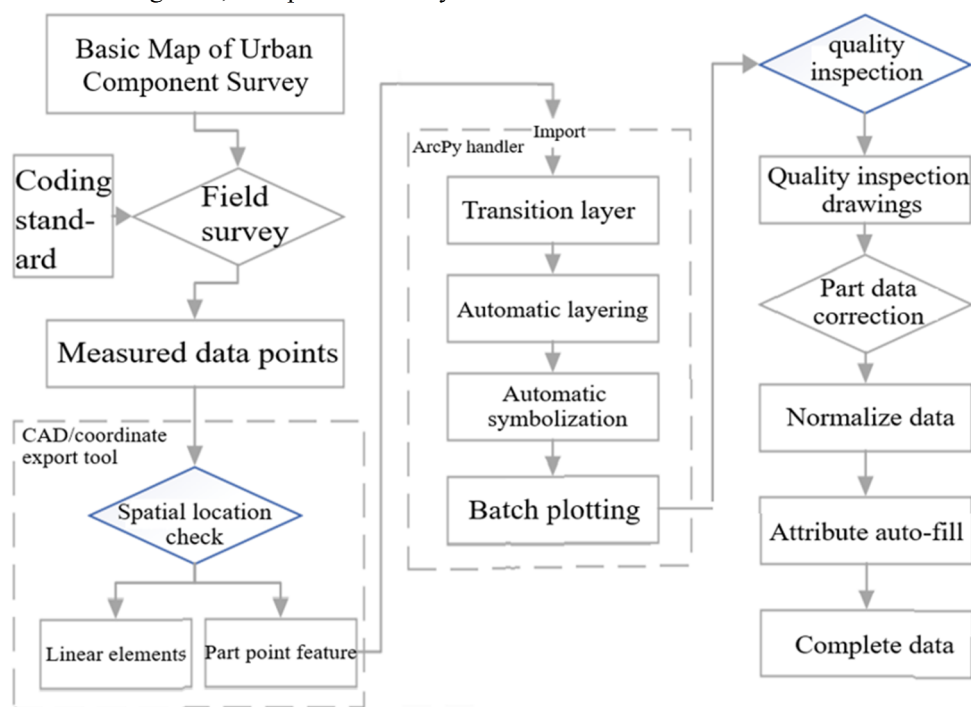 Basic Map of Urban
Component Survey
Coding
stand-
ard
Field
survey
Measured data points
CAD/coordinate
export tool
Spatial location
check
Linear elements
Part point feature
Import
ArcPy handler
Transition layer
Automatic layering
Automatic
symbolization
Batch plotting
quality
inspection
Quality inspection
drawings
Part data
correction
Normalize data
Attribute auto-fill
Complete data